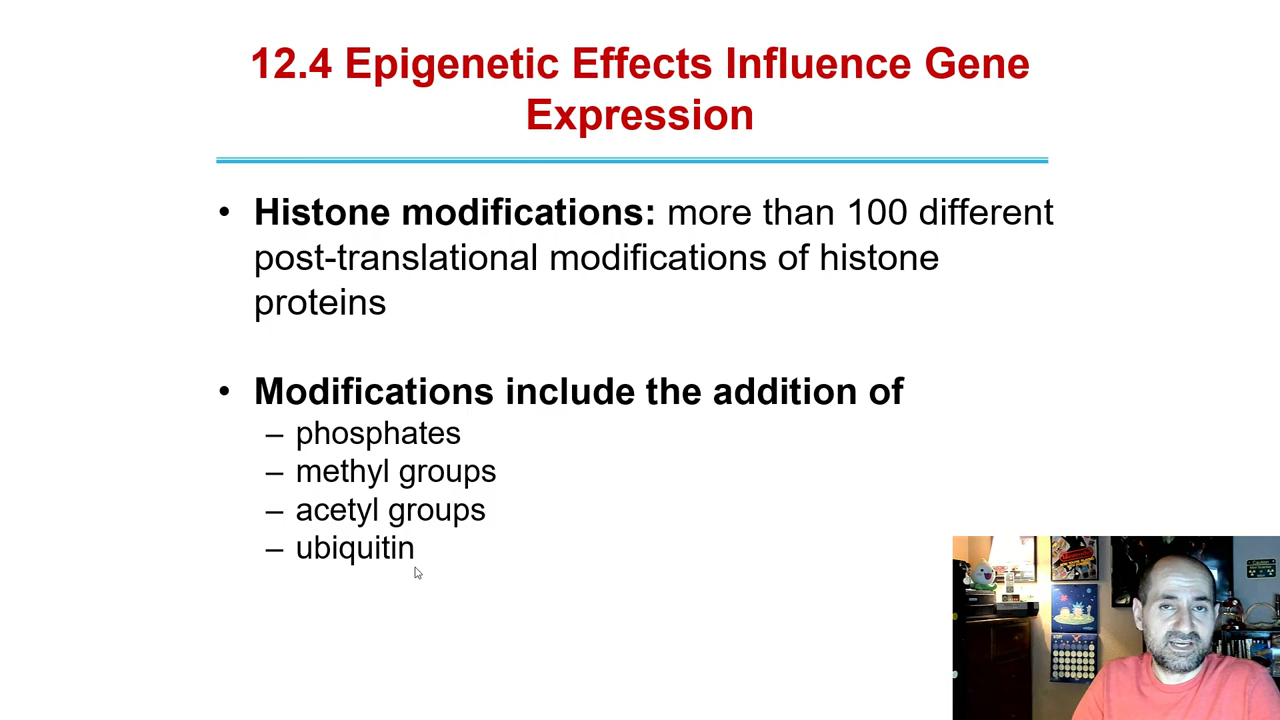 12.4 Epigenetic Effects Influence Gene
Expression
• Histone modifications: more than 100 different
post-translational modifications of histone
proteins
• Modifications include the addition of
– phosphates
– methyl groups
– acetyl groups
– ubiquitin